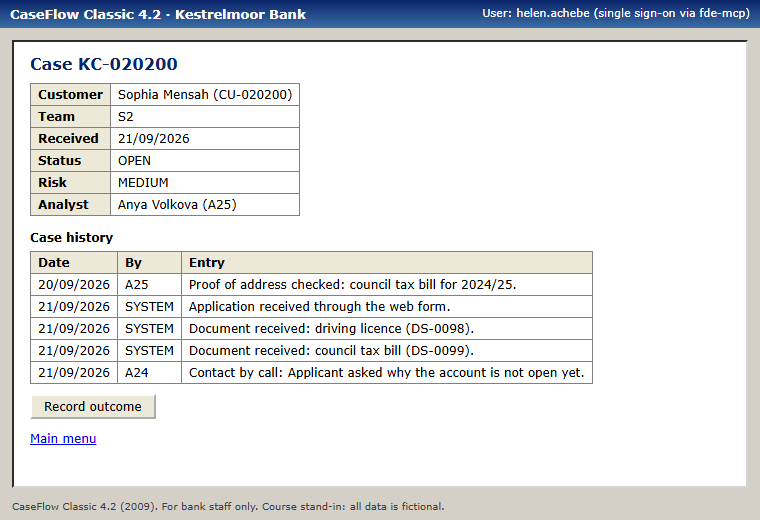 CaseFlow Classic 4.2 · Kestrelmoor Bank
User: helen.achebe (single sign-on via fde-mcp)
Case KC-020200
Customer Sophia Mensah (CU-020200)
Team S2
Received 21/09/2026
Status OPEN
Risk MEDIUM
Analyst Anya Volkova (A25)
Case history
Date By Entry
20/09/2026 A25 Proof of address checked: council tax bill for 2024/25.
21/09/2026 SYSTEM Application received through the web form.
21/09/2026 SYSTEM Document received: driving licence (DS-0098).
21/09/2026 SYSTEM Document received: council tax bill (DS-0099).
21/09/2026 A24 Contact by call: Applicant asked why the account is not open yet.
Record outcome
Main menu
CaseFlow Classic 4.2 (2009). For bank staff only. Course stand-in: all data is fictional.